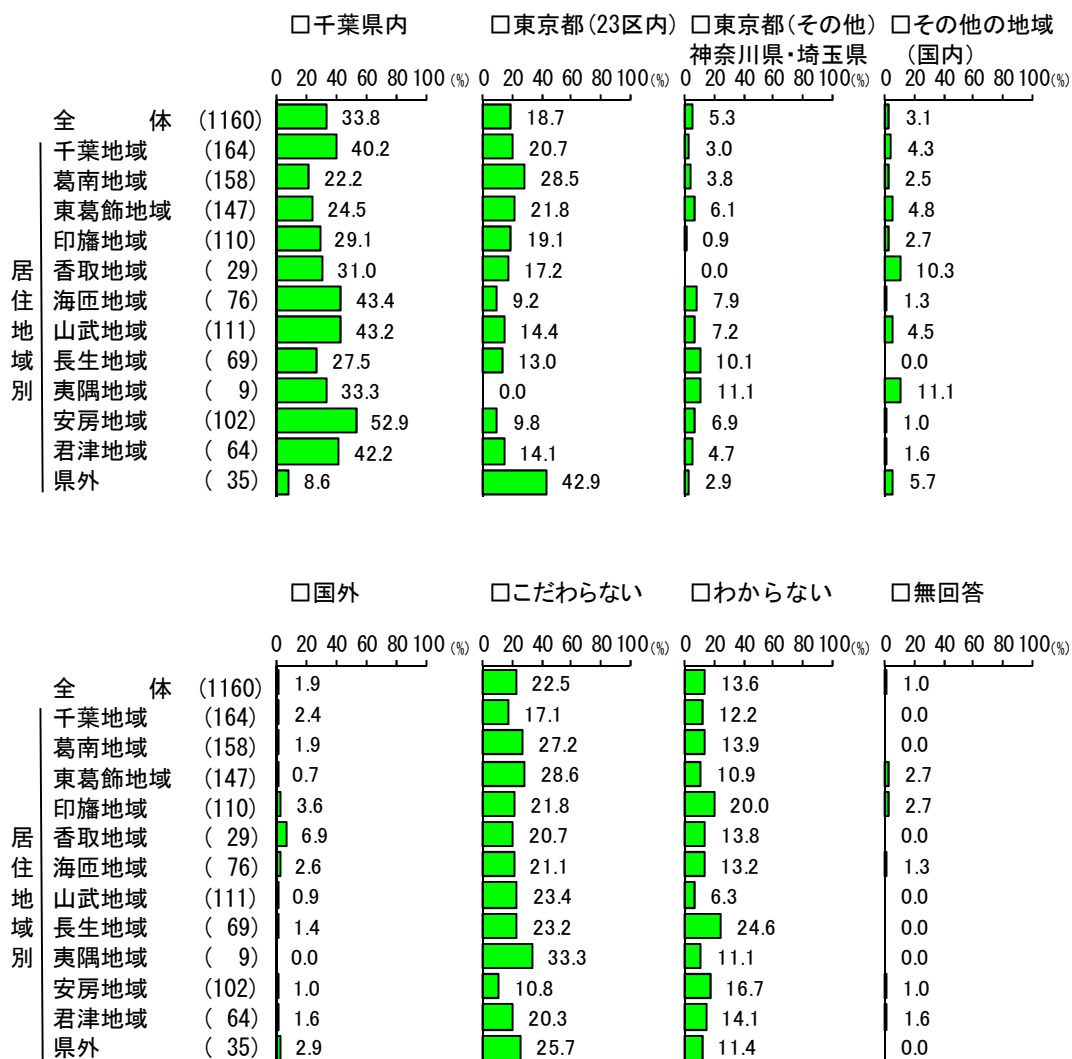 □千葉県内 □東京都(23区内) □東京都(その他) □その他の地域
神奈川県・埼玉県 (国内)
0 20 40 60 80 100(%) 0 20 40 60 80 100(%) 0 20 40 60 80 100(%) 0 20 40 60 80 100(%)
全 体 (1160) 33.8 18.7 5.3 3.1
千葉地域 (164) 40.2 20.7 3.0 4.3
葛南地域 (158) 22.2 28.5 3.8 2.5
東葛飾地域 (147) 24.5 21.8 6.1 4.8
印旛地域 (110) 29.1 19.1 0.9 2.7
居 香取地域 ( 29) 31.0 17.2 0.0 10.3
住 海匝地域 ( 76) 43.4 9.2 7.9 1.3
地 山武地域 (111) 43.2 14.4 7.2 4.5
域 長生地域 ( 69) 27.5 13.0 10.1 0.0
別 夷隅地域 ( 9) 33.3 0.0 11.1 11.1
安房地域 (102) 52.9 9.8 6.9 1.0
君津地域 ( 64) 42.2 14.1 4.7 1.6
県外 ( 35) 8.6 42.9 2.9 5.7
□国外 □こだわらない □わからない □無回答
0 20 40 60 80 100(%) 0 20 40 60 80 100(%) 0 20 40 60 80 100(%) 0 20 40 60 80 100(%)
全 体 (1160) 1.9 22.5 13.6 1.0
千葉地域 (164) 2.4 17.1 12.2 0.0
葛南地域 (158) 1.9 27.2 13.9 0.0
東葛飾地域 (147) 0.7 28.6 10.9 2.7
印旛地域 (110) 3.6 21.8 20.0 2.7
居 香取地域 ( 29) 6.9 20.7 13.8 0.0
住 海匝地域 ( 76) 2.6 21.1 13.2 1.3
地 山武地域 (111) 0.9 23.4 6.3 0.0
域 長生地域 ( 69) 1.4 23.2 24.6 0.0
別 夷隅地域 ( 9) 0.0 33.3 11.1 0.0
安房地域 (102) 1.0 10.8 16.7 1.0
君津地域 ( 64) 1.6 20.3 14.1 1.6
県外 ( 35) 2.9 25.7 11.4 0.0